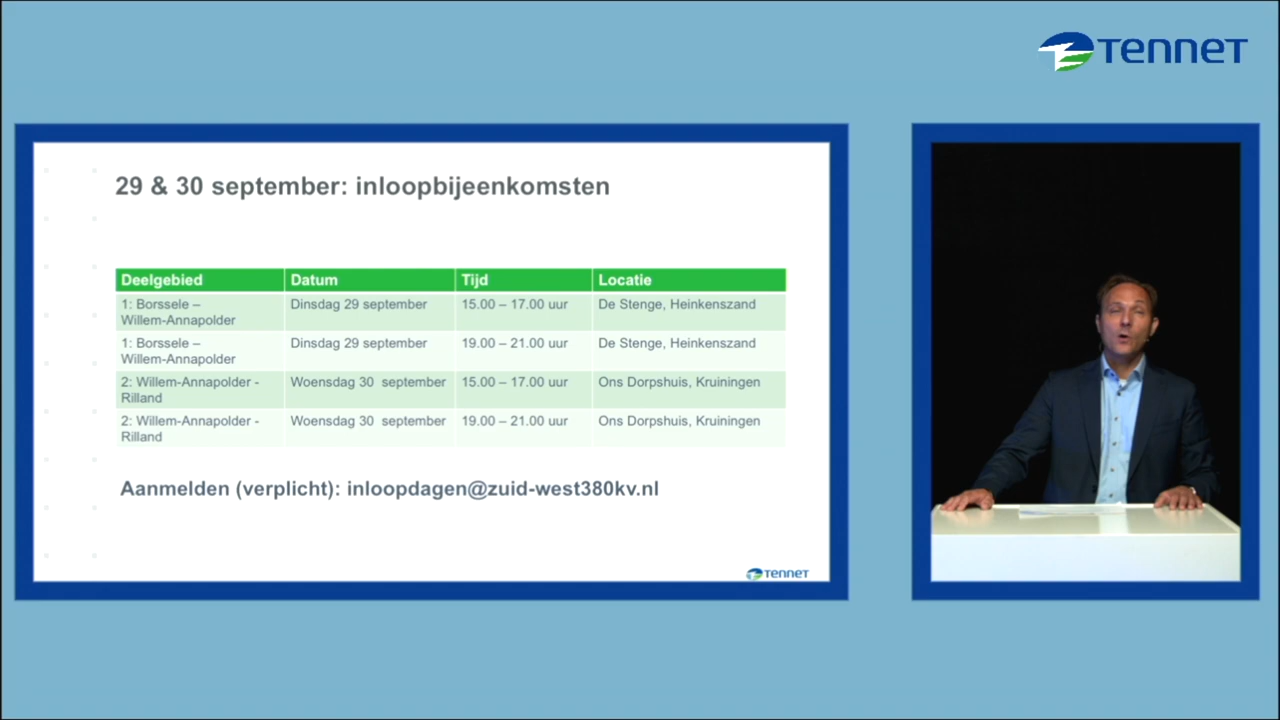 TenneT
29 & 30 september: inloopbijeenkomsten
Deelgebied Datum Tijd Locatie
1: Borssele – Dinsdag 29 september 15.00 – 17.00 uur De Stenge, Heinkenszand
Willem-Annapolder
1: Borssele – Dinsdag 29 september 19.00 – 21.00 uur De Stenge, Heinkenszand
Willem-Annapolder
2: Willem-Annapolder - Woensdag 30 september 15.00 – 17.00 uur Ons Dorpshuis, Kruiningen
Rilland
2: Willem-Annapolder - Woensdag 30 september 19.00 – 21.00 uur Ons Dorpshuis, Kruiningen
Rilland
Aanmelden (verplicht): inloopdagen@zuid-west380kv.nl
TenneT